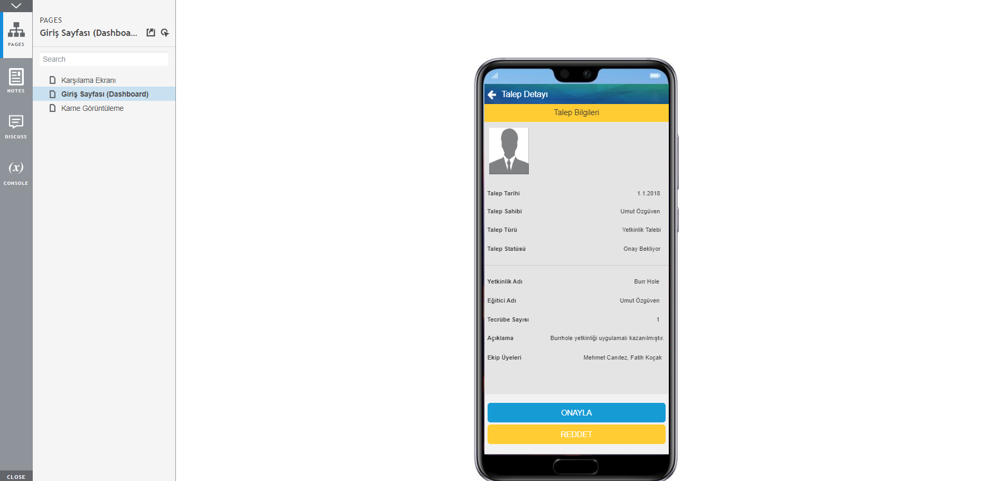 PAGES
NOTES
DISCUSS
(x)
CONSOLE
CLOSE
PAGES
Giriş Sayfası (Dashboa...
Search
Karşılama Ekranı
Giriş Sayfası (Dashboard)
Karne Görüntüleme
Talep Detayı
Talep Bilgileri
Talep Tarihi 1.1.2018
Talep Sahibi Umut Özgüven
Talep Türü Yetkinlik Talebi
Talep Statüsü Onay Bekliyor
Yetkinlik Adı Burr Hole
Eğitici Adı Umut Özgüven
Tecrübe Sayısı 1
Açıklama Burrhole yetkinliği uygulamalı kazanılmıştır.
Ekip Üyeleri Mehmet Canıtez, Fatih Koçak
ONAYLA
REDDET